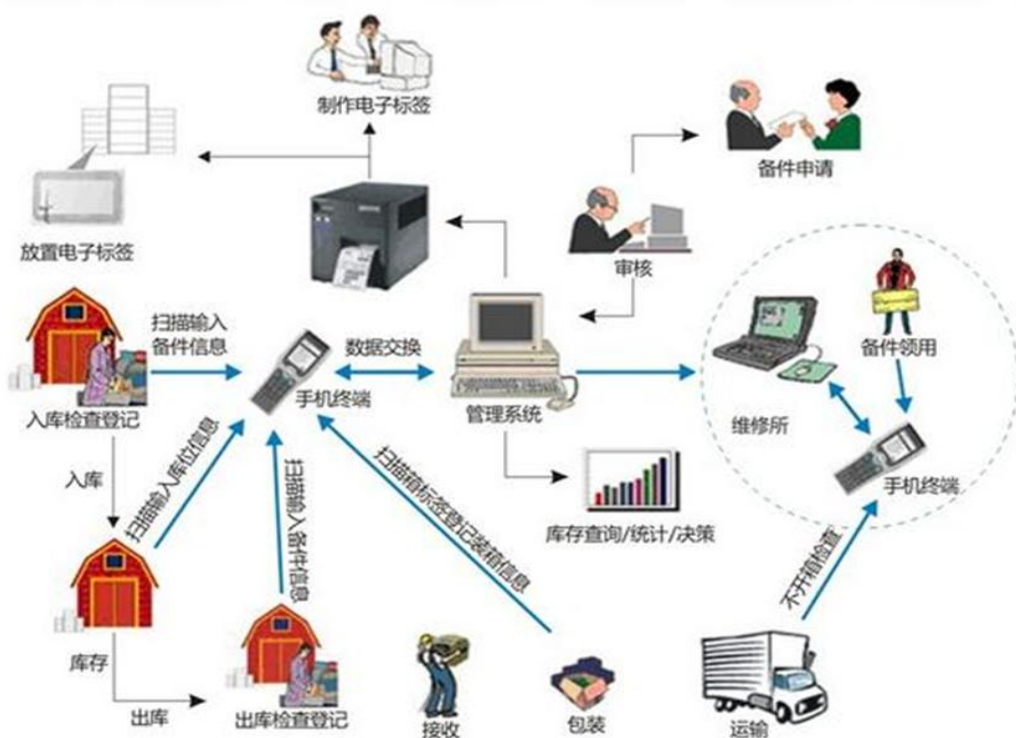 制作电子标签
备件申请
放置电子标签
审核
扫描输入
备件信息
数据交换
备件领用
手机终端
入库检查登记
管理系统
维修所
入库
扫描输入库位信息
扫描输入备件信息
扫描箱标签登记装箱信息
手机终端
库存查询/统计/决策
不开箱检查
库存
出库
出库检查登记
接收
包装
运输